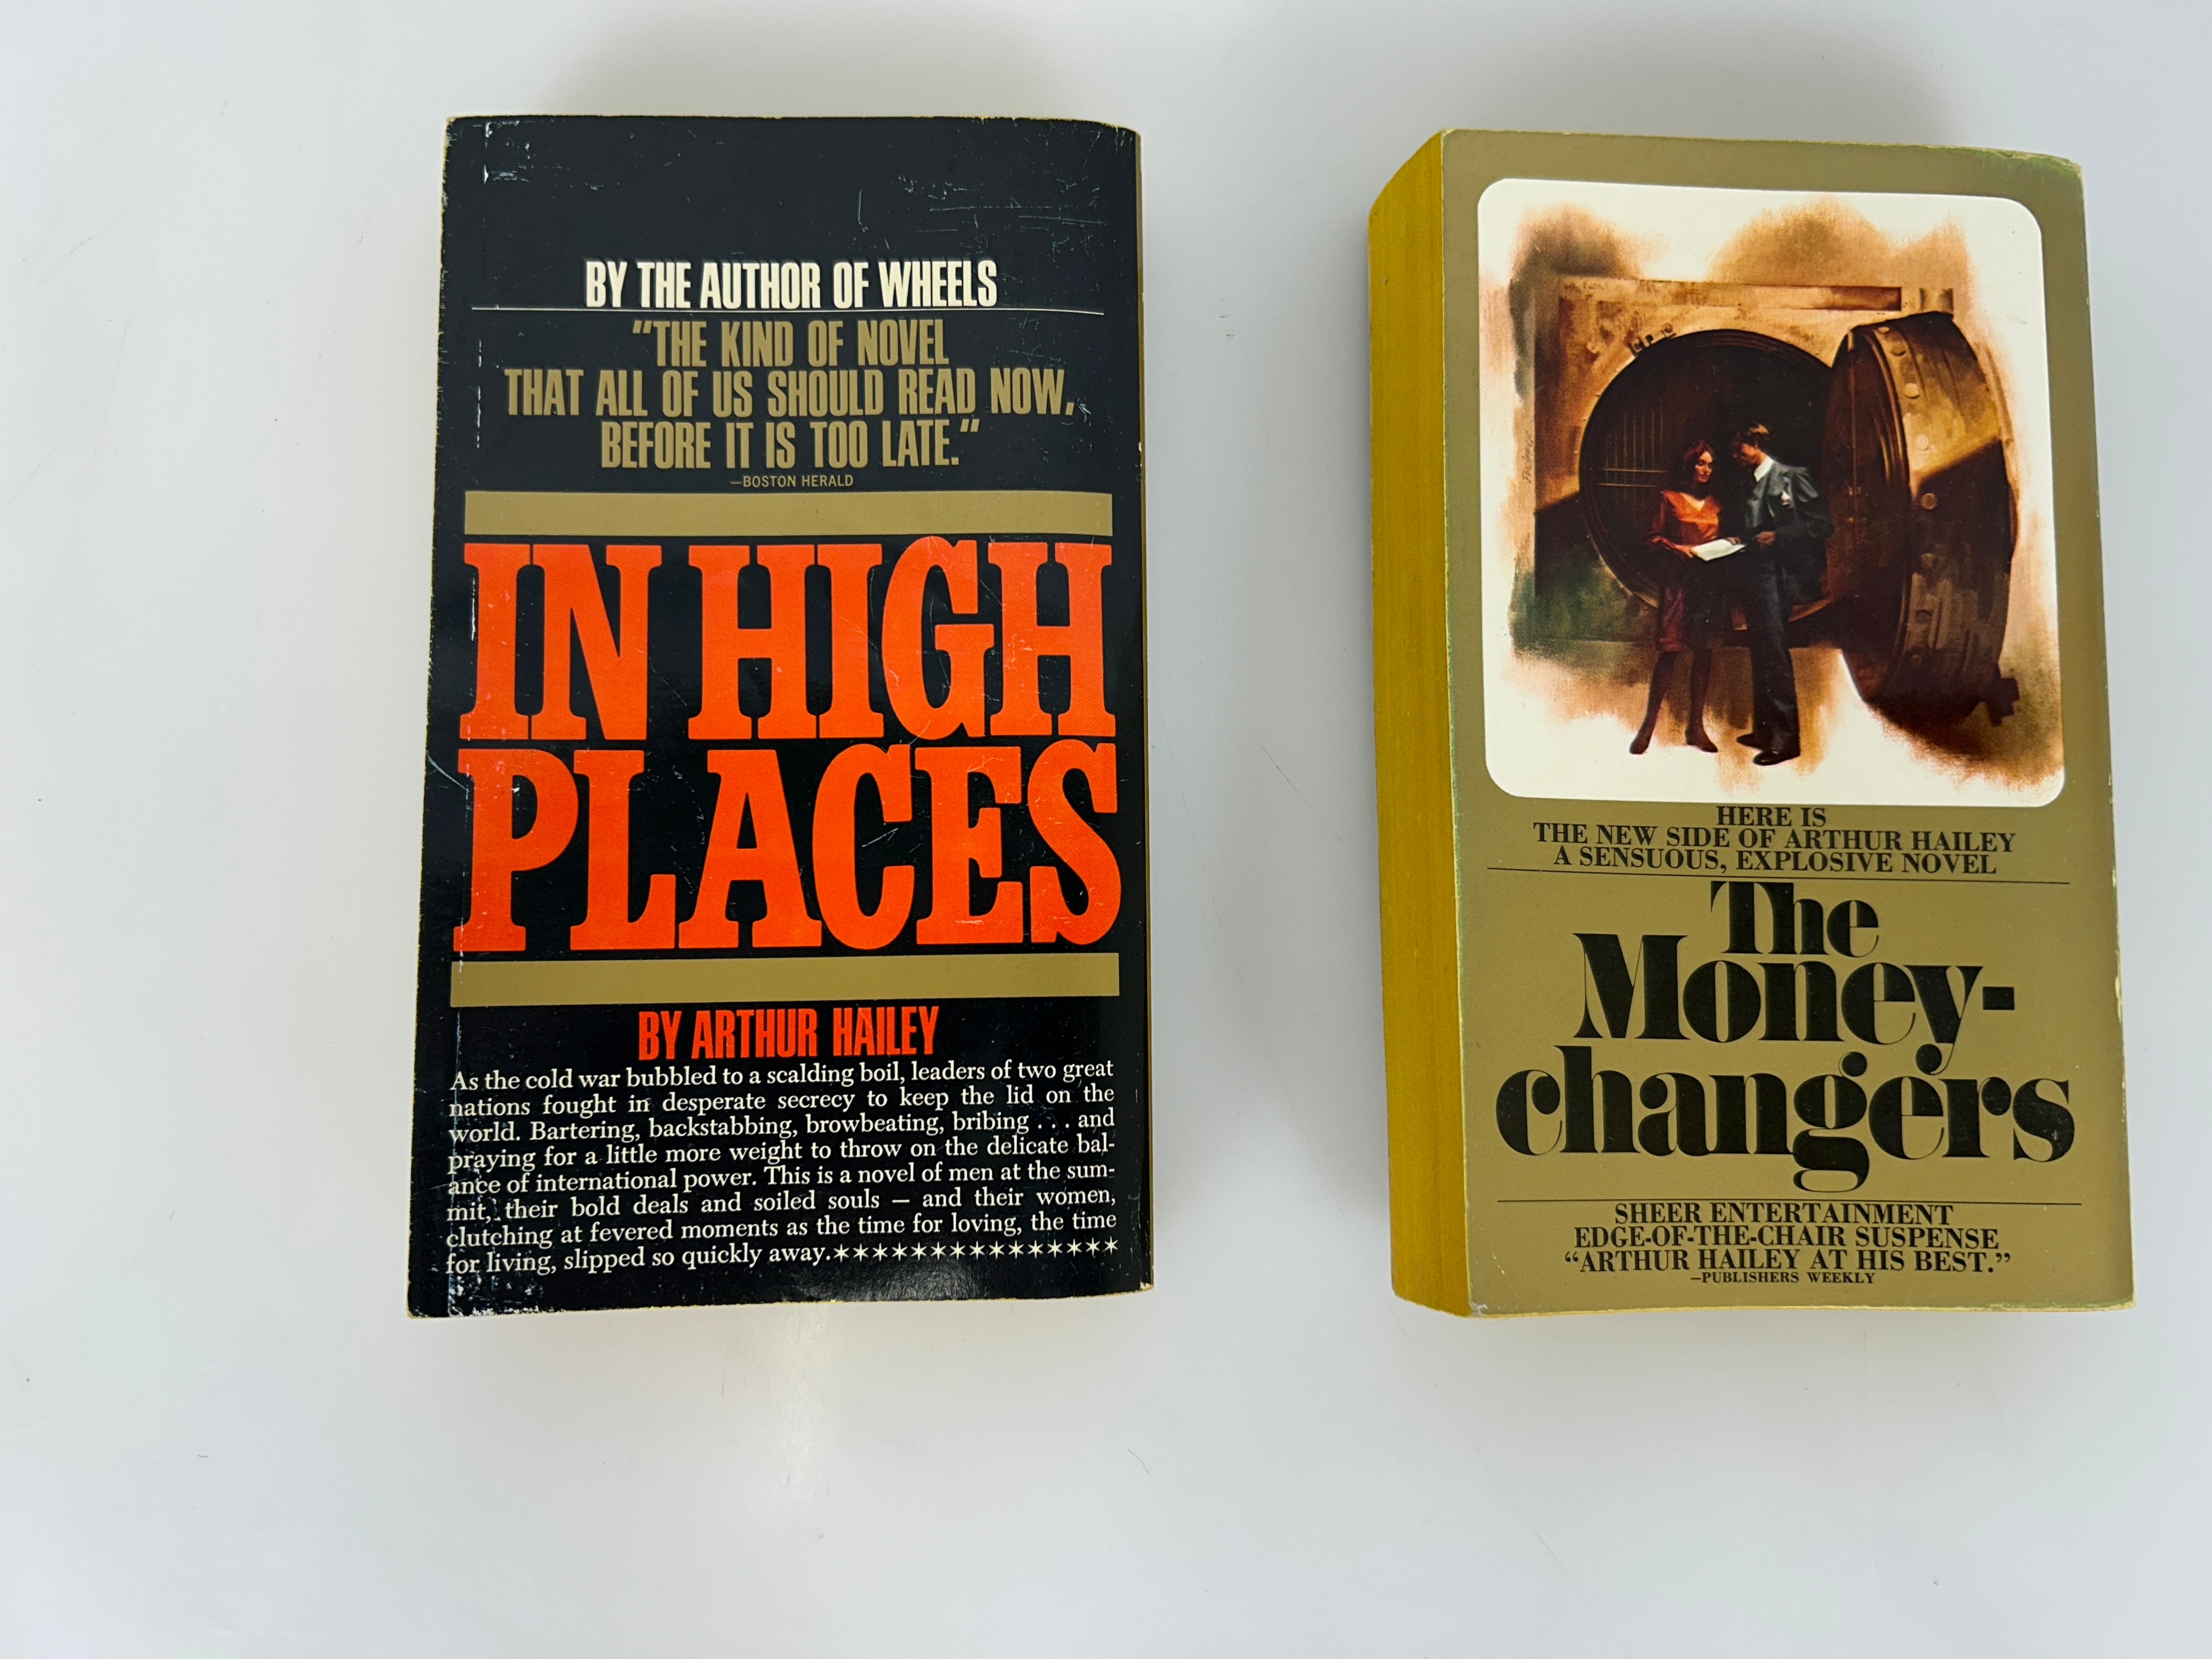 BY THE AUTHOR OF WHEELS
"THE KIND OF NOVEL
THAT ALL OF US SHOULD READ NOW,
BEFORE IT IS TOO LATE."
—BOSTON HERALD
IN HIGH
PLACES
BY ARTHUR HAILEY
As the cold war bubbled to a scalding boil, leaders of two great
nations fought in desperate secrecy to keep the lid on the
world. Bartering, backstabbing, browbeating, bribing . . . and
praying for a little more weight to throw on the delicate bal-
ance of international power. This is a novel of men at the sum-
mit, their bold deals and soiled souls — and their women,
clutching at fevered moments as the time for loving, the time
for living, slipped so quickly away.✶✶✶✶✶✶✶✶✶✶✶✶✶✶✶
HERE IS
THE NEW SIDE OF ARTHUR HAILEY
A SENSUOUS, EXPLOSIVE NOVEL
The
Money-
changers
SHEER ENTERTAINMENT
EDGE-OF-THE-CHAIR SUSPENSE
"ARTHUR HAILEY AT HIS BEST."
—PUBLISHERS WEEKLY